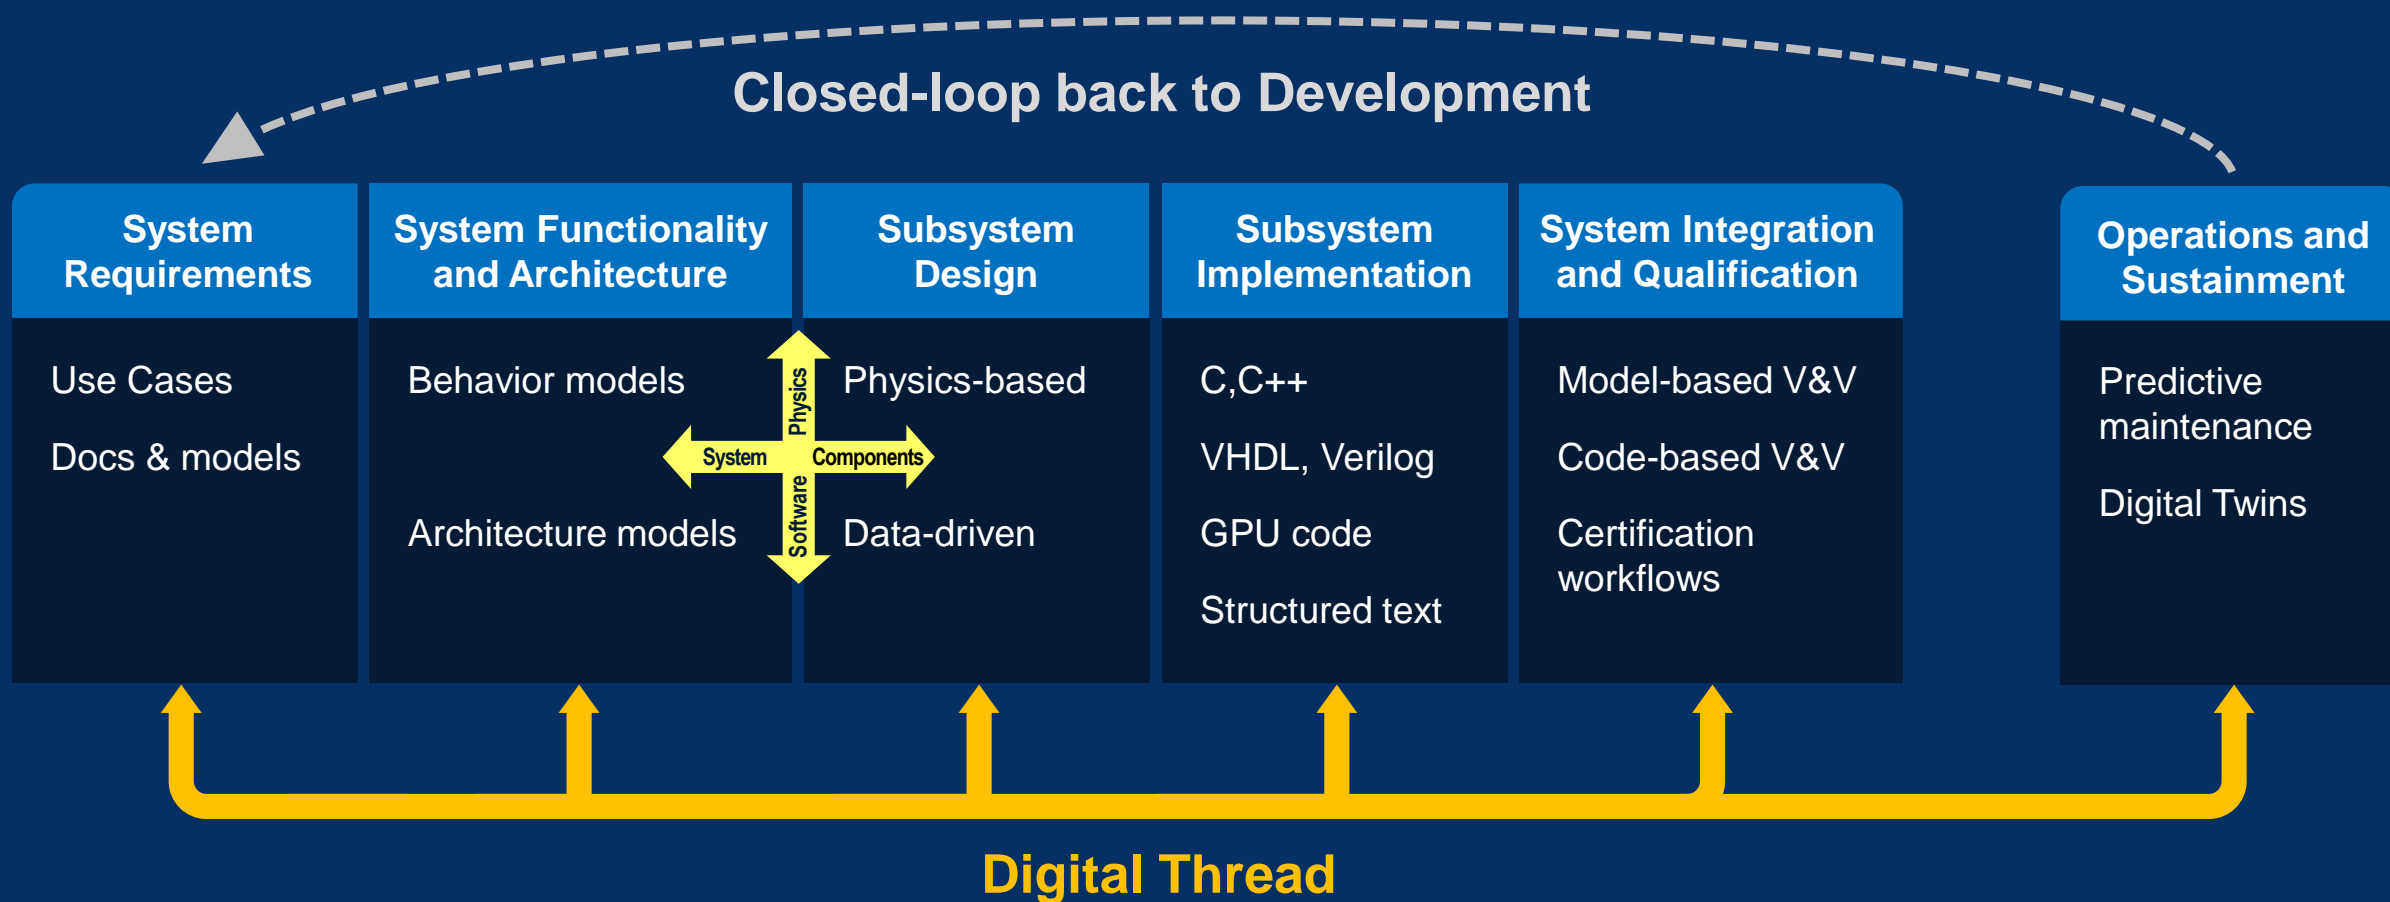 Closed-loop back to Development
System
Requirements
Use Cases
Docs & models
System Functionality
and Architecture
Behavior models
Architecture models
Physics
System
Components
Software
Subsystem
Design
Physics-based
Data-driven
Subsystem
Implementation
C,C++
VHDL, Verilog
GPU code
Structured text
System Integration
and Qualification
Model-based V&V
Code-based V&V
Certification
workflows
Operations and
Sustainment
Predictive
maintenance
Digital Twins
Digital Thread